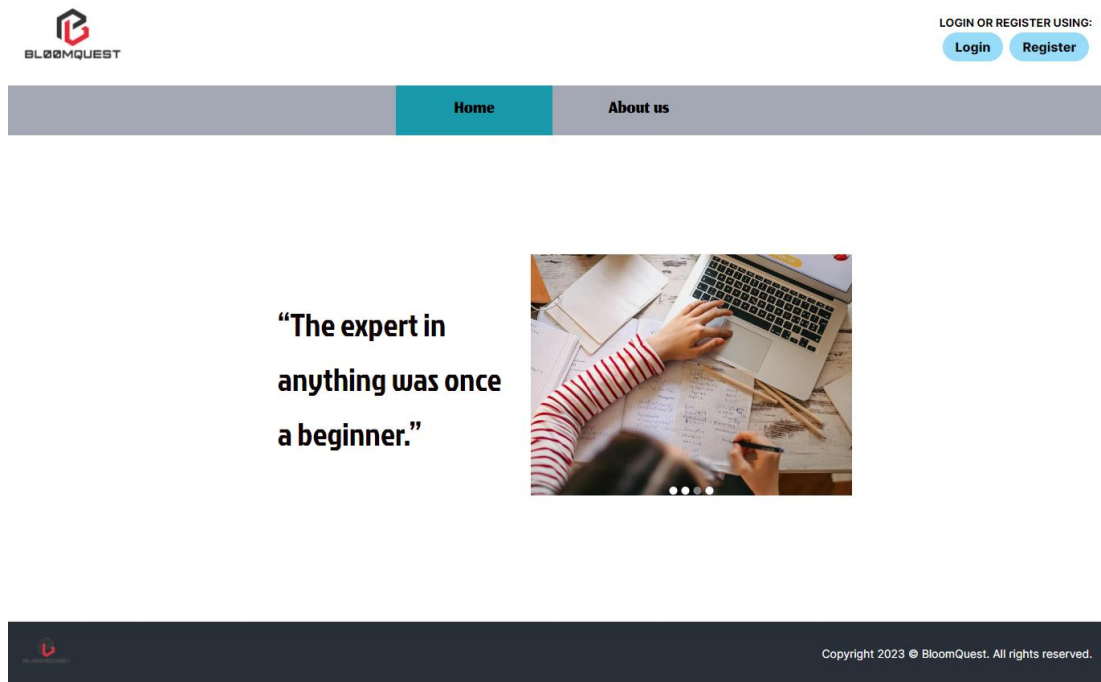 BLØØMQUEST
LOGIN OR REGISTER USING:
Login Register
Home About us
“The expert in
anything was once
a beginner.”
Copyright 2023 © BloomQuest. All rights reserved.